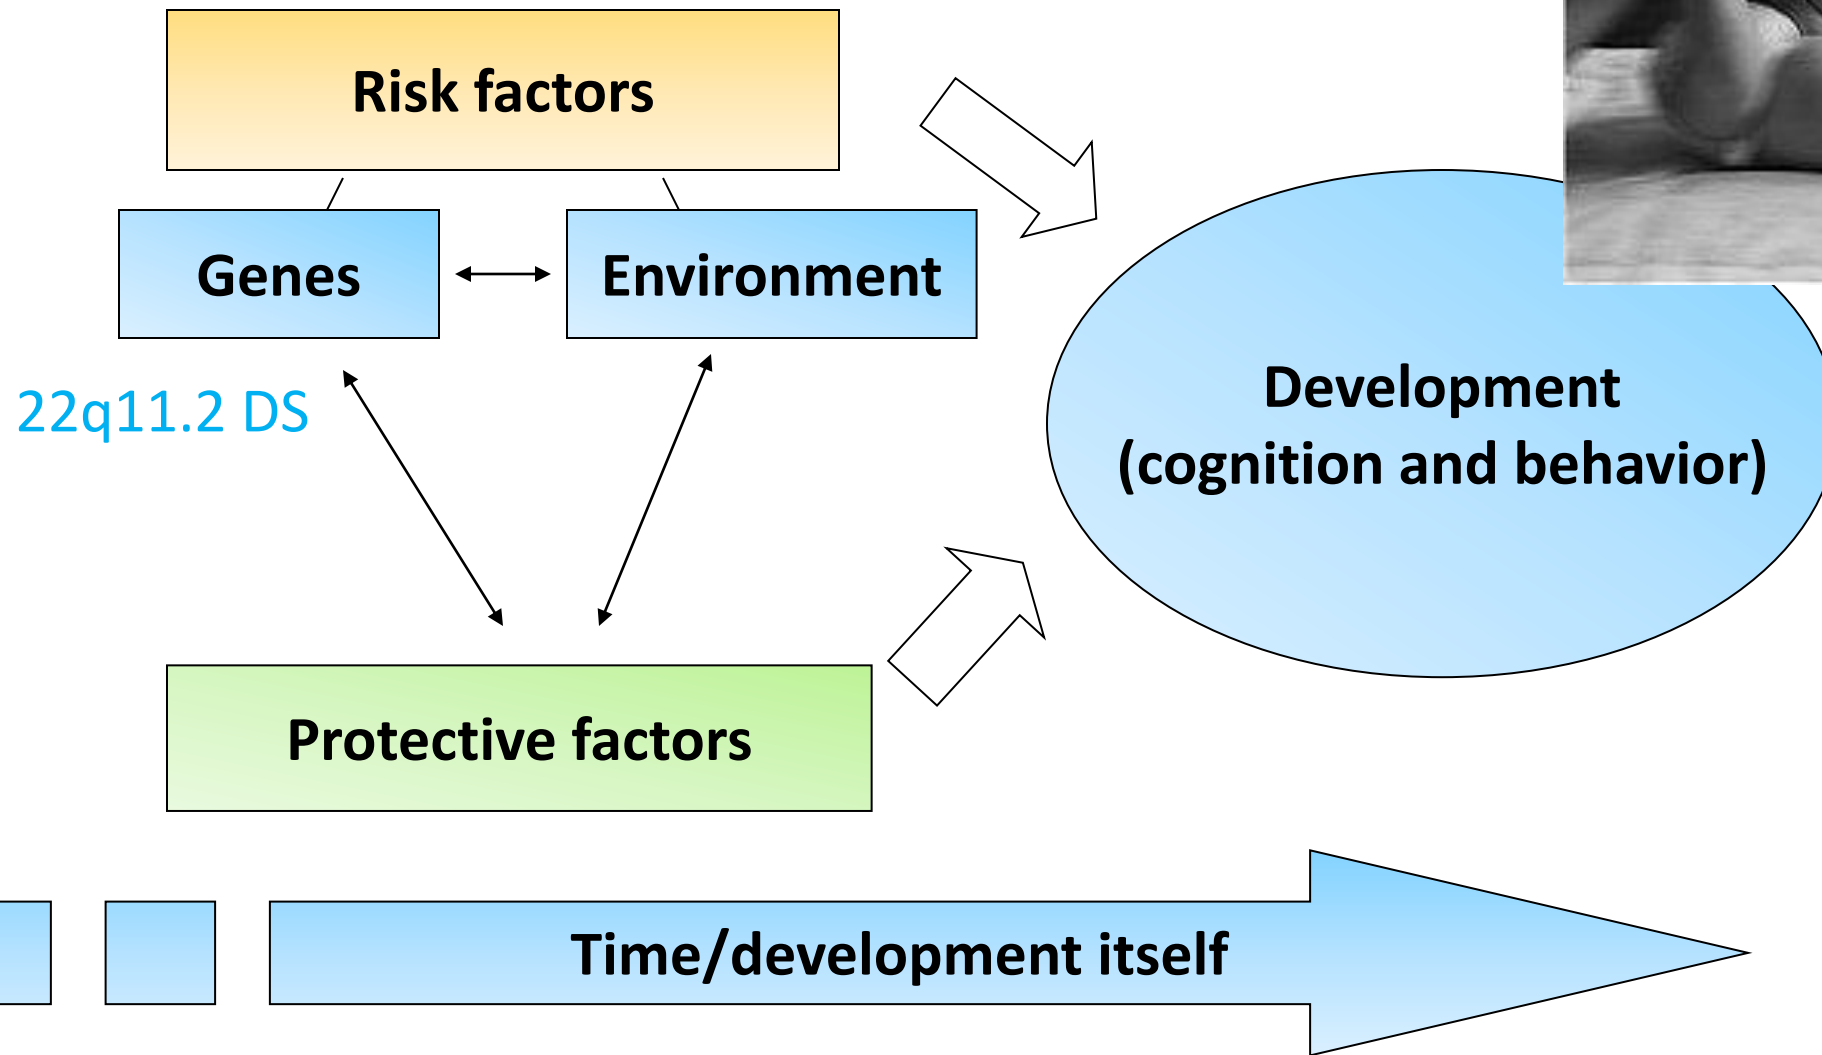 Risk factors
Genes
Environment
22q11.2 DS
Development
(cognition and behavior)
Protective factors
Time/development itself